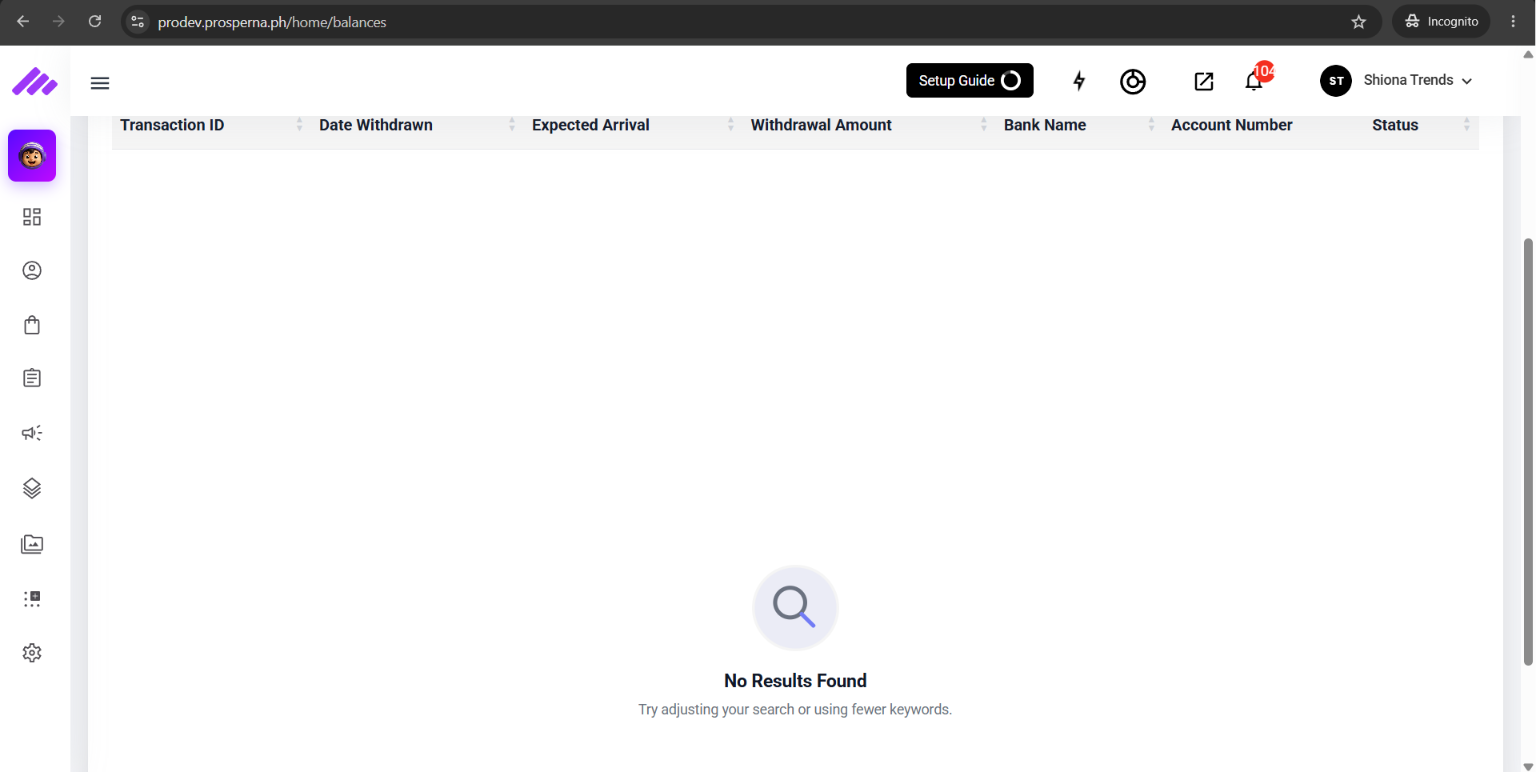 prodev.prosperna.ph/home/balances
Incognito
Setup Guide
104
ST
Shiona Trends
Transaction ID
Date Withdrawn
Expected Arrival
Withdrawal Amount
Bank Name
Account Number
Status
No Results Found
Try adjusting your search or using fewer keywords.